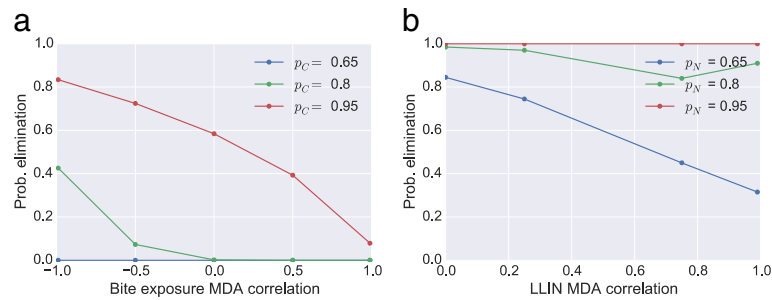 a
b
1.0
0.8
0.6
0.4
0.2
0.0
Prob. elimination
p_C = 0.65
p_C = 0.8
p_C = 0.95
−1.0 −0.5 0.0 0.5 1.0
Bite exposure MDA correlation
1.0
0.8
0.6
0.4
0.2
0.0
Prob. elimination
p_N = 0.65
p_N = 0.8
p_N = 0.95
0.0 0.2 0.4 0.6 0.8 1.0
LLIN MDA correlation